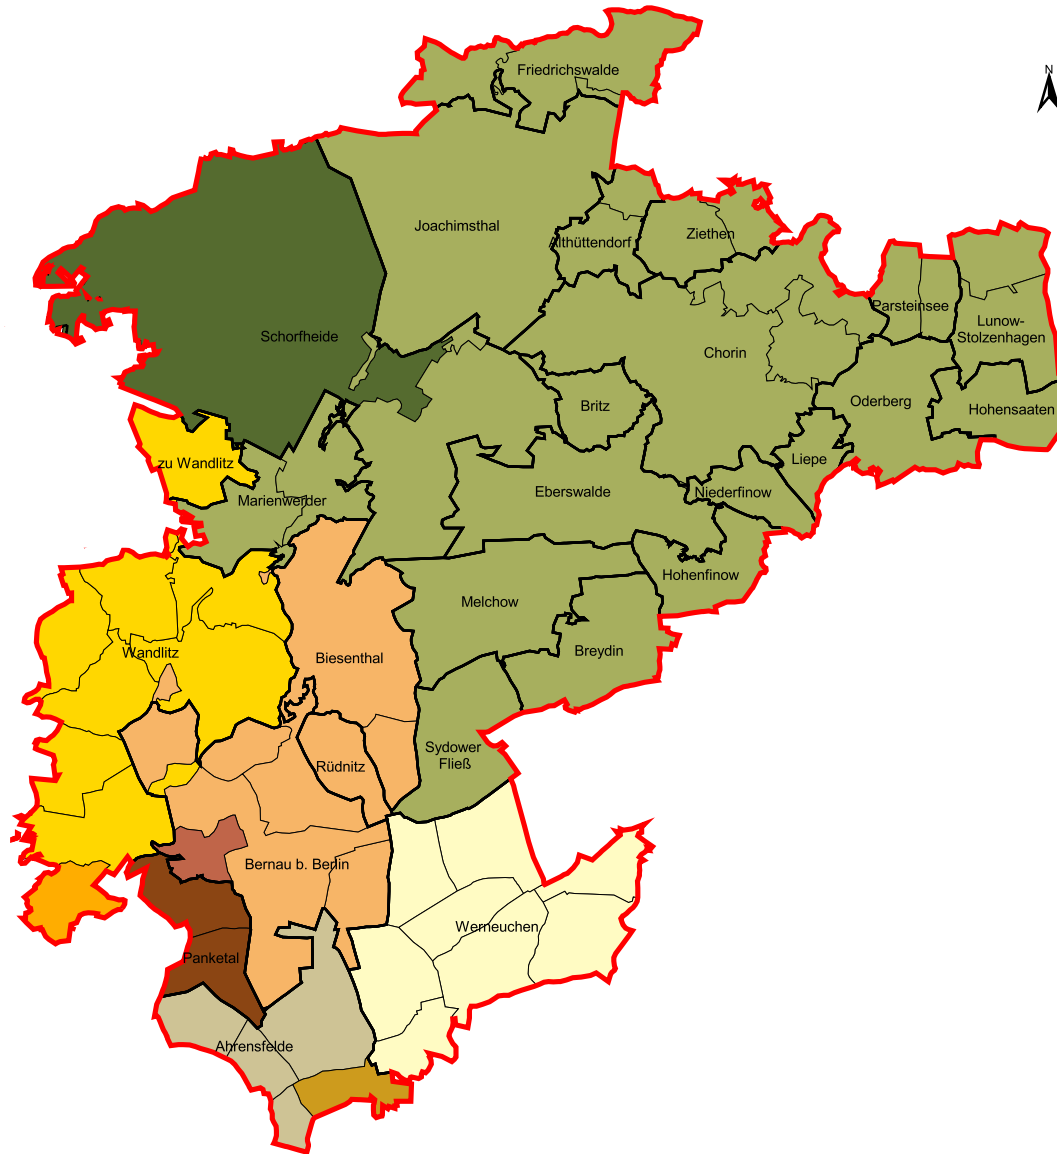 Friedrichswalde
N
Joachimsthal
Althüttendorf
Ziethen
Parsteinsee
Lunow-
Stolzenhagen
Schorfheide
Chorin
Britz
Oderberg
Hohensaaten
zu Wandlitz
Liepe
Marienwerder
Eberswalde
Niederfinow
Hohenfinow
Melchow
Wandlitz
Biesenthal
Breydin
Sydower
Fließ
Rüdnitz
Bernau b. Berlin
Werneuchen
Panketal
Ahrensfelde